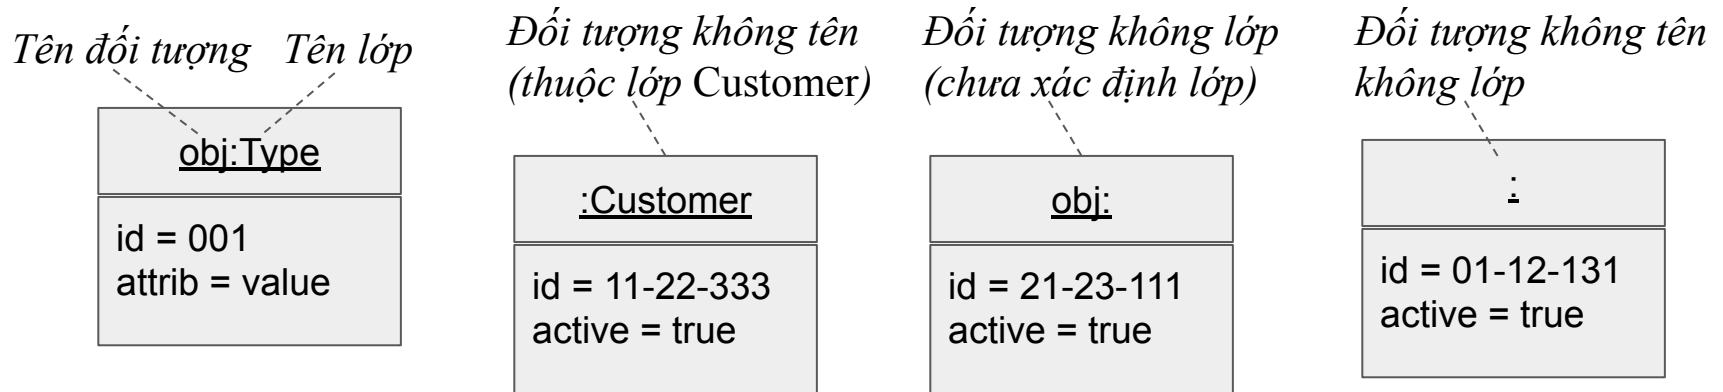 Tên đối tượng
Tên lớp
obj:Type
id = 001
attrib = value
Đối tượng không tên
(thuộc lớp Customer)
:Customer
id = 11-22-333
active = true
Đối tượng không lớp
(chưa xác định lớp)
obj:
id = 21-23-111
active = true
Đối tượng không tên
không lớp
:
id = 01-12-131
active = true